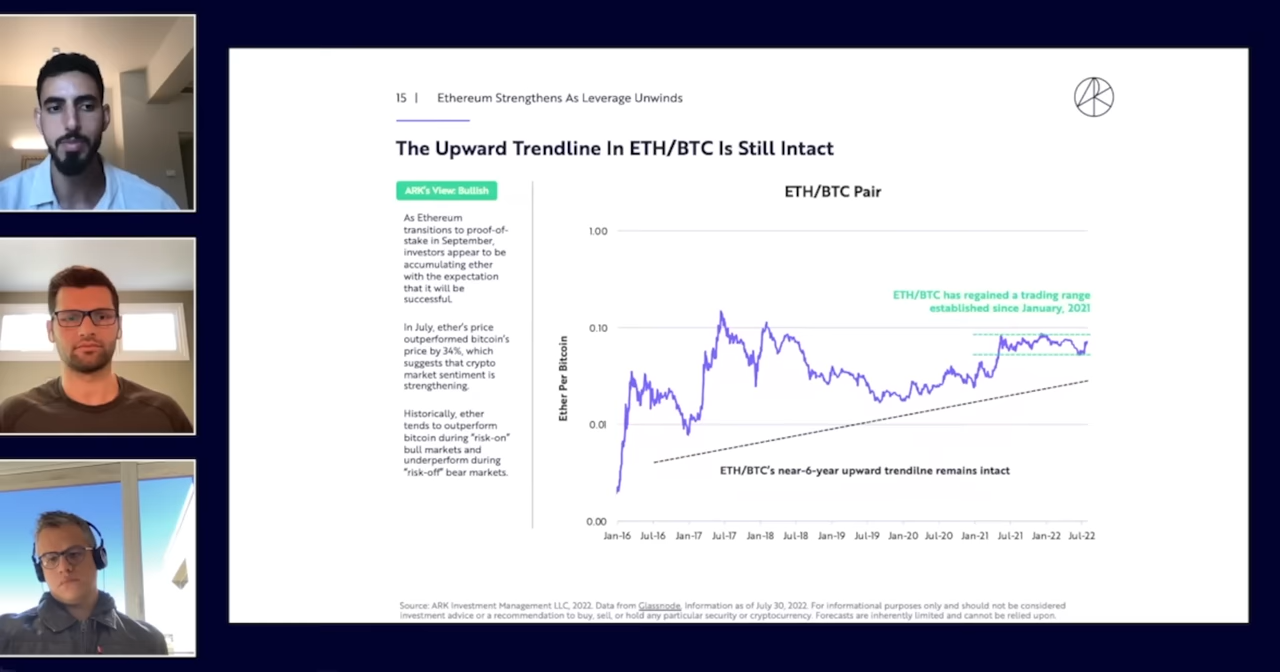 15 | Ethereum Strengthens As Leverage Unwinds
The Upward Trendline In ETH/BTC Is Still Intact
ARK's View: Bullish
As Ethereum
transitions to proof-of-
stake in September,
investors appear to be
accumulating ether
with the expectation
that it will be
successful.
In July, ether's price
outperformed bitcoin's
price by 34%, which
suggests that crypto
market sentiment is
strengthening.
Historically, ether
tends to outperform
bitcoin during "risk-on"
bull markets and
underperform during
"risk-off" bear markets.
ETH/BTC Pair
Ether Per Bitcoin
1.00
0.10
0.01
0.00
ETH/BTC has regained a trading range
established since January, 2021
ETH/BTC's near-6-year upward trendilne remains intact
Jan-16 Jul-16 Jan-17 Jul-17 Jan-18 Jul-18 Jan-19 Jul-19 Jan-20 Jul-20 Jan-21 Jul-21 Jan-22 Jul-22
Source: ARK Investment Management LLC, 2022. Data from Glassnode. Information as of July 30, 2022. For informational purposes only and should not be considered
investment advice or a recommendation to buy, sell, or hold any particular security or cryptocurrency. Forecasts are inherently limited and cannot be relied upon.